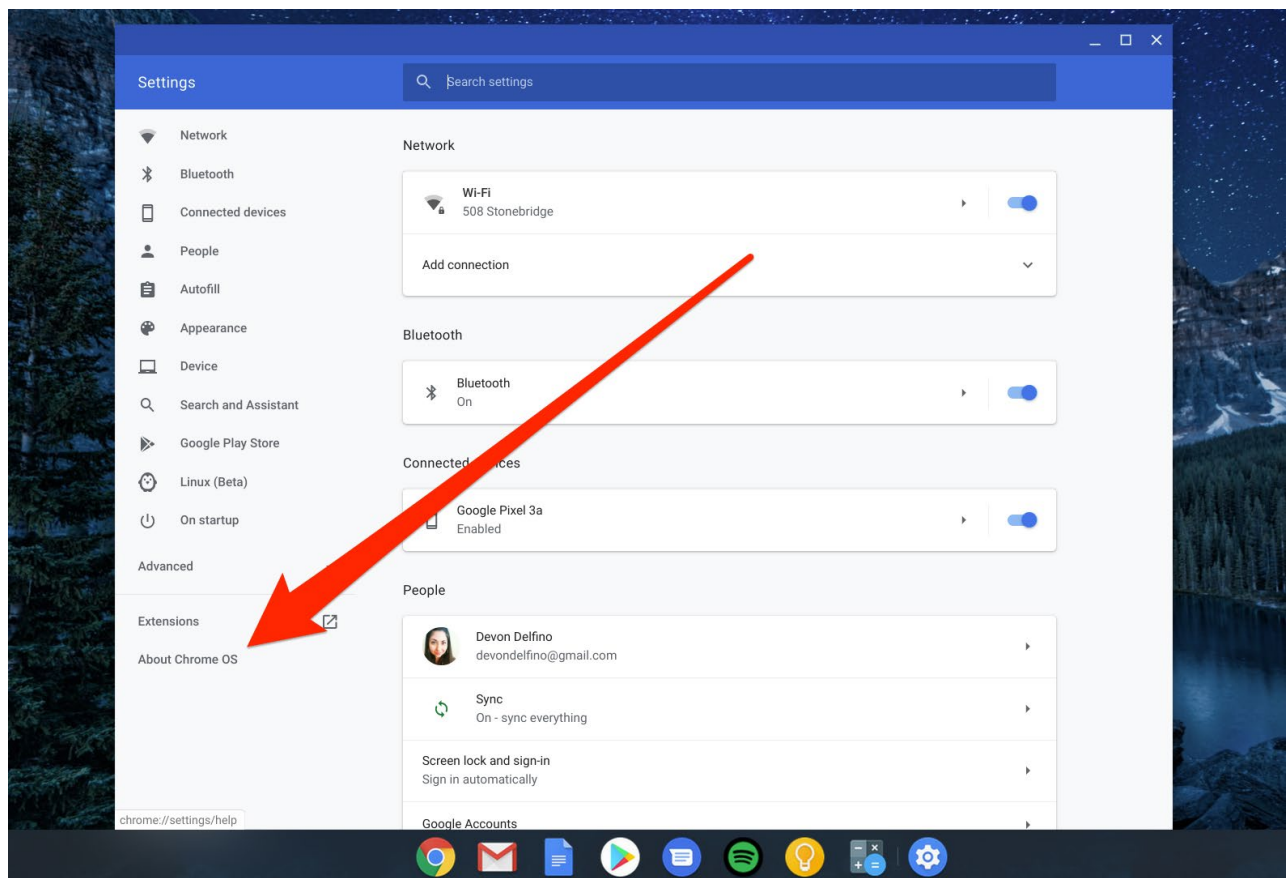 Settings
Search settings
Network
Bluetooth
Connected devices
People
Autofill
Appearance
Device
Search and Assistant
Google Play Store
Linux (Beta)
On startup
Advanced
Extensions
About Chrome OS
Network
Wi-Fi
508 Stonebridge
Add connection
Bluetooth
Bluetooth
On
Connected
Google Pixel 3a
Enabled
People
Devon Delfino
devondelfino@gmail.com
Sync
On - sync everything
Screen lock and sign-in
Sign in automatically
Google Accounts
chrome://settings/help